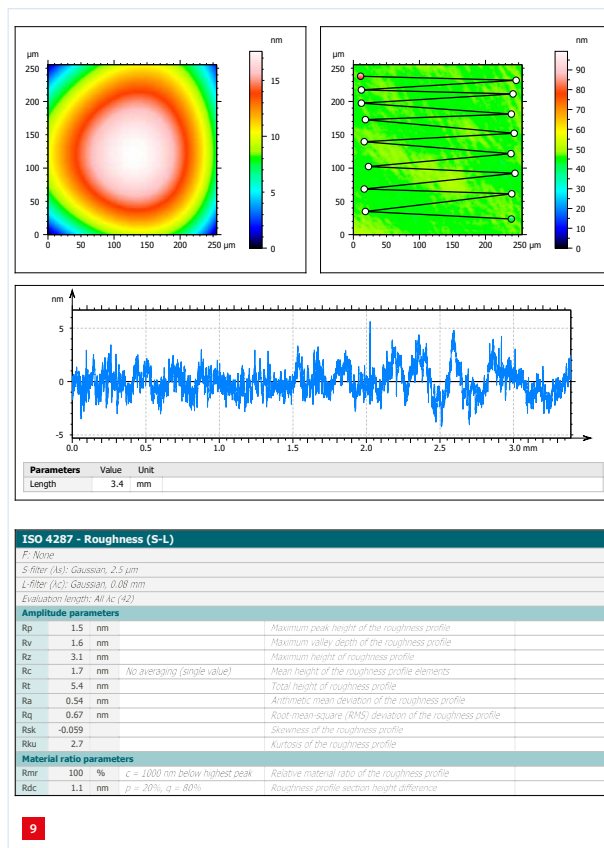 nm
µm
250
200
150
100
50
0
0 50 100 150 200 µm
15
10
5
0
nm
µm
250
200
150
100
50
0
0 50 100 150 200 250 µm
90
80
70
60
50
40
30
20
10
0
nm
5
0
-5
0.0 0.5 1.0 1.5 2.0 2.5 3.0 mm
Parameters Value Unit
Length 3.4 mm
ISO 4287 - Roughness (S-L)
F: None
S-filter (λs): Gaussian, 2.5 µm
L-filter (λc): Gaussian, 0.08 mm
Evaluation length: All λc (42)
Amplitude parameters
Rp 1.5 nm Maximum peak height of the roughness profile
Rv 1.6 nm Maximum valley depth of the roughness profile
Rz 3.1 nm Maximum height of roughness profile
Rc 1.7 nm No averaging (single value) Mean height of the roughness profile elements
Rt 5.4 nm Total height of roughness profile
Ra 0.54 nm Arithmetic mean deviation of the roughness profile
Rq 0.67 nm Root-mean-square (RMS) deviation of the roughness profile
Rsk -0.059 Skewness of the roughness profile
Rku 2.7 Kurtosis of the roughness profile
Material ratio parameters
Rmr 100 % c = 1000 nm below highest peak Relative material ratio of the roughness profile
Rdc 1.1 nm p = 20%, q = 80% Roughness profile section height difference
9